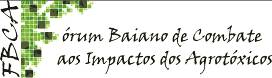 FBCA
órum Baiano de Combate
aos Impactos dos Agrotóxicos